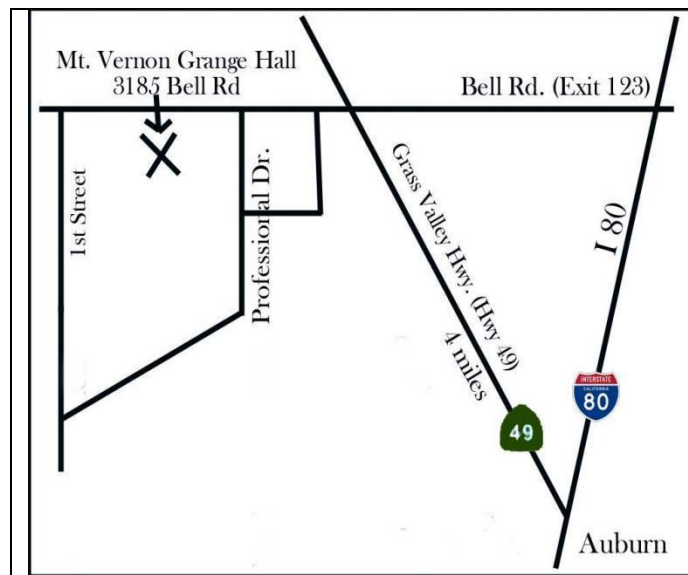 Mt. Vernon Grange Hall
3185 Bell Rd
Bell Rd. (Exit 123)
1st Street
Professional Dr.
Grass Valley Hwy. (Hwy 49)
4 miles
I 80
INTERSTATE
CALIFORNIA
80
49
Auburn